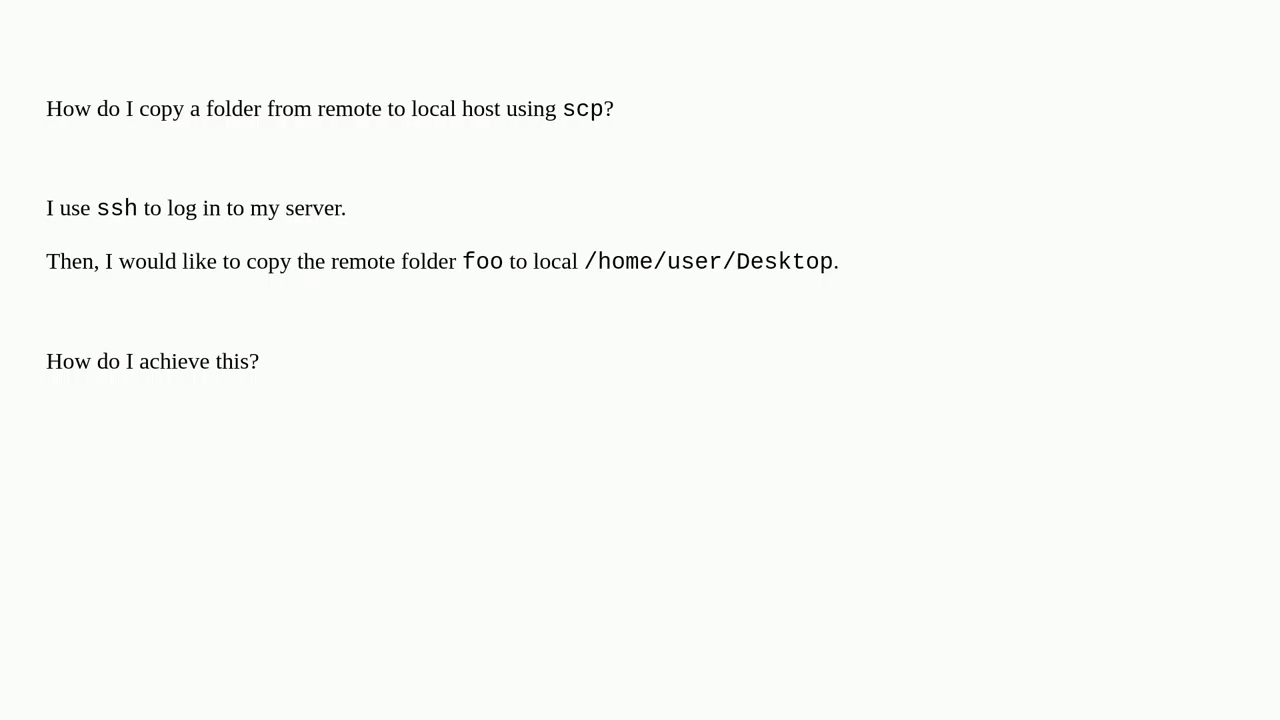 How do I copy a folder from remote to local host using scp?
I use ssh to log in to my server.
Then, I would like to copy the remote folder foo to local /home/user/Desktop.
How do I achieve this?